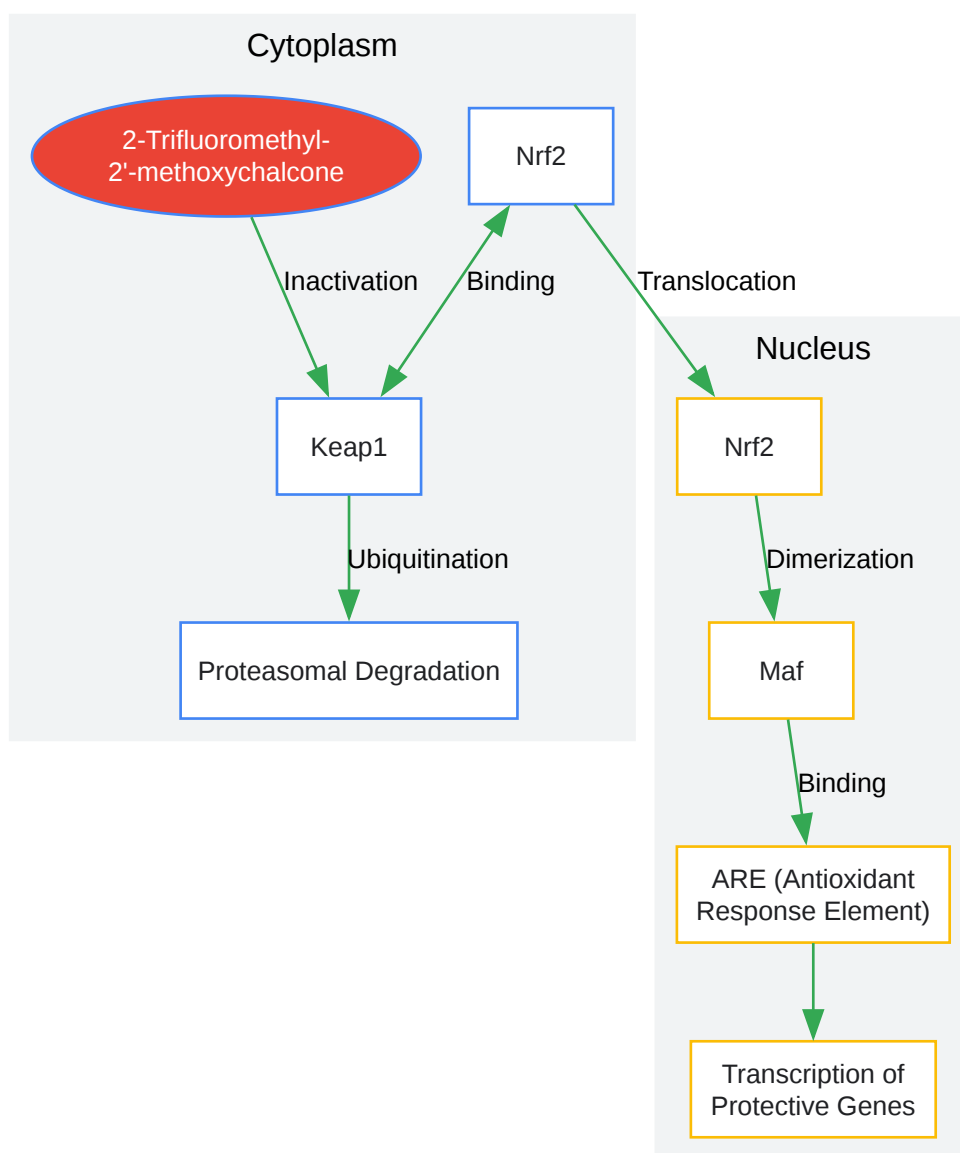 Cytoplasm
2-Trifluoromethyl-
2'-methoxychalcone
Nrf2
Inactivation
Binding
Translocation
Nucleus
Keap1
Nrf2
Ubiquitination
Dimerization
Proteasomal Degradation
Maf
Binding
ARE (Antioxidant
Response Element)
Transcription of
Protective Genes